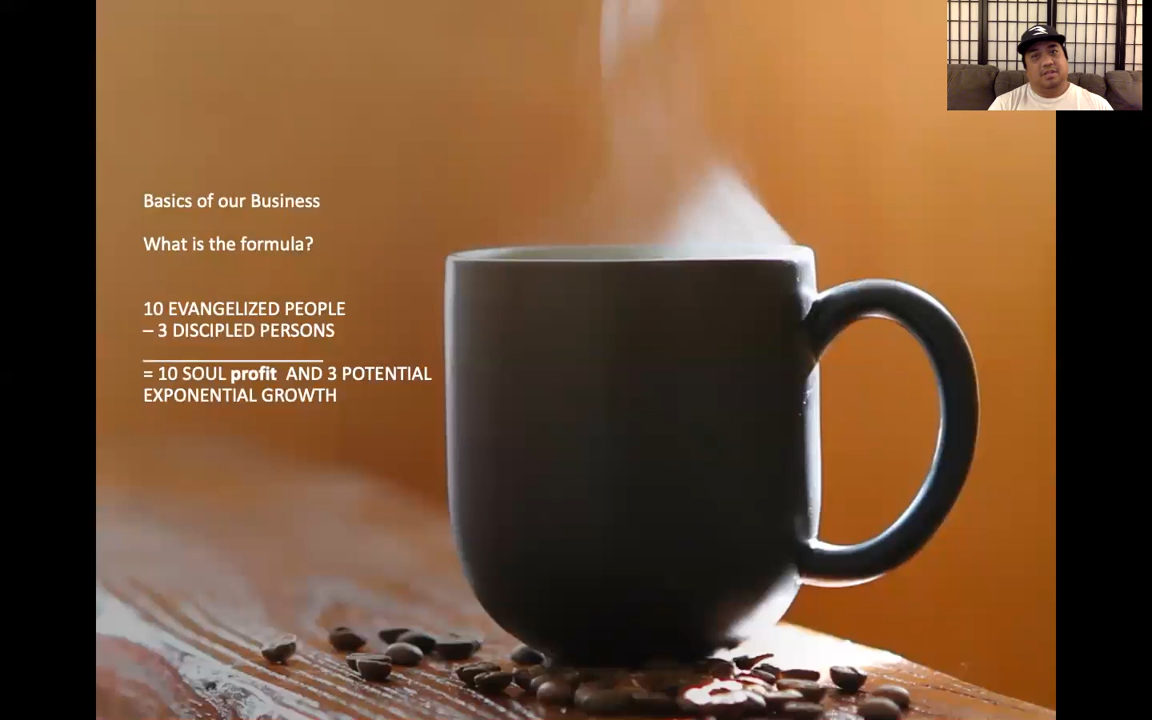 Basics of our Business
What is the formula?
10 EVANGELIZED PEOPLE
– 3 DISCIPLED PERSONS
= 10 SOUL profit AND 3 POTENTIAL
EXPONENTIAL GROWTH